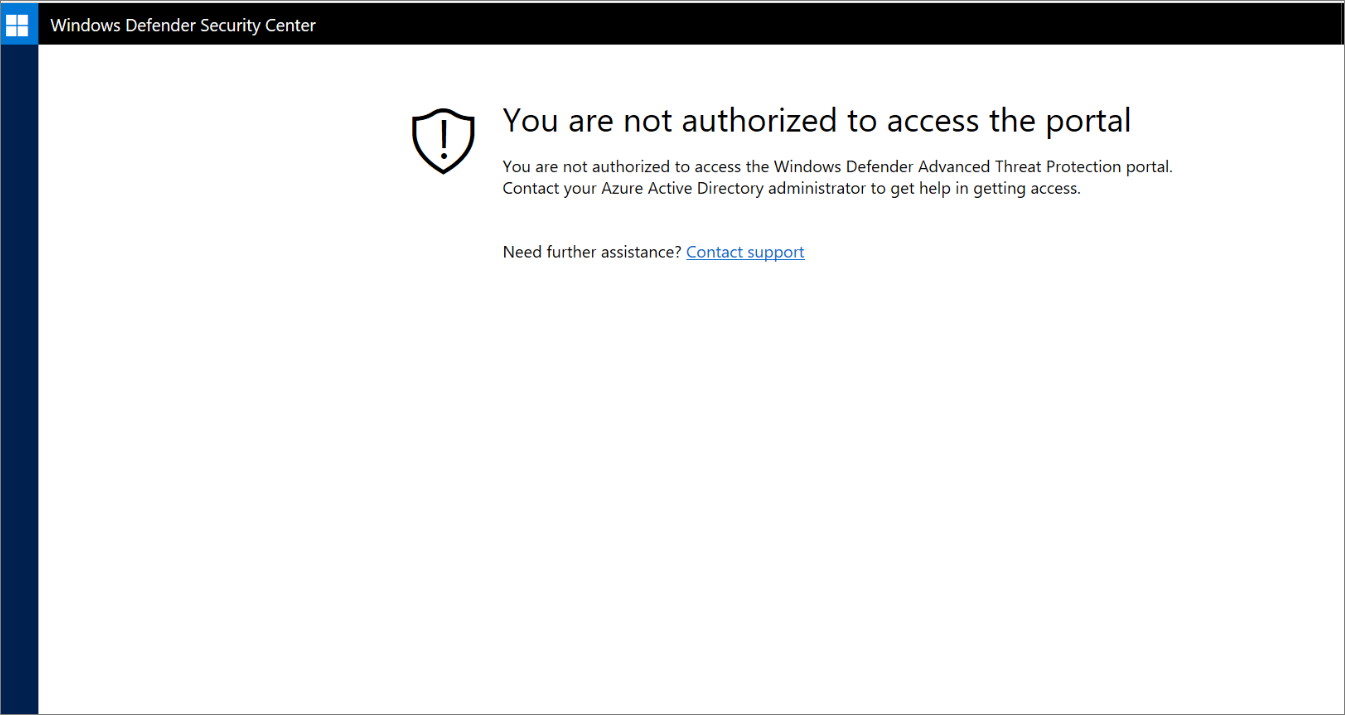 Windows Defender Security Center
You are not authorized to access the portal
You are not authorized to access the Windows Defender Advanced Threat Protection portal.
Contact your Azure Active Directory administrator to get help in getting access.
Need further assistance? Contact support